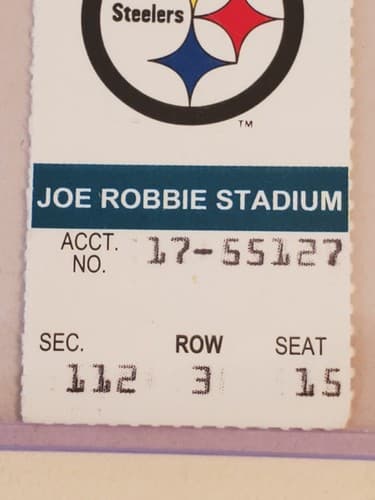 Steelers
TM
JOE ROBBIE STADIUM
ACCT. NO. 17-55127
SEC. ROW SEAT
112 3 15